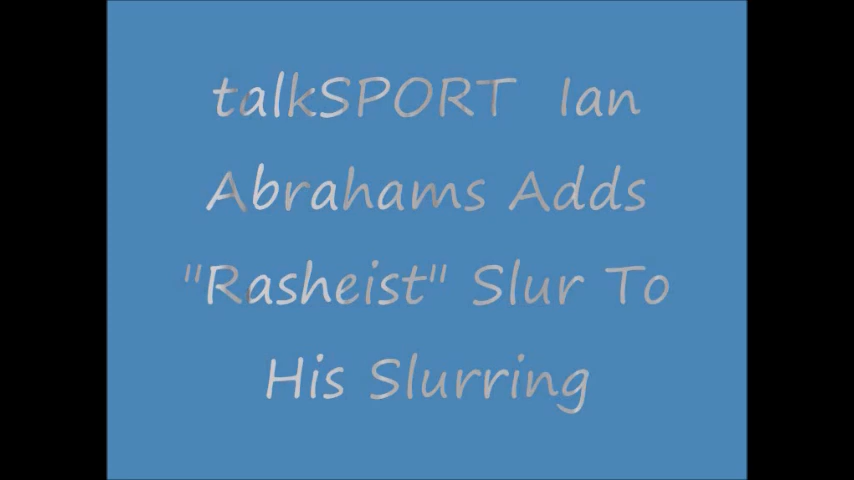 talkSPORT Ian
Abrahams Adds
"Rasheist" Slur To
His Slurring